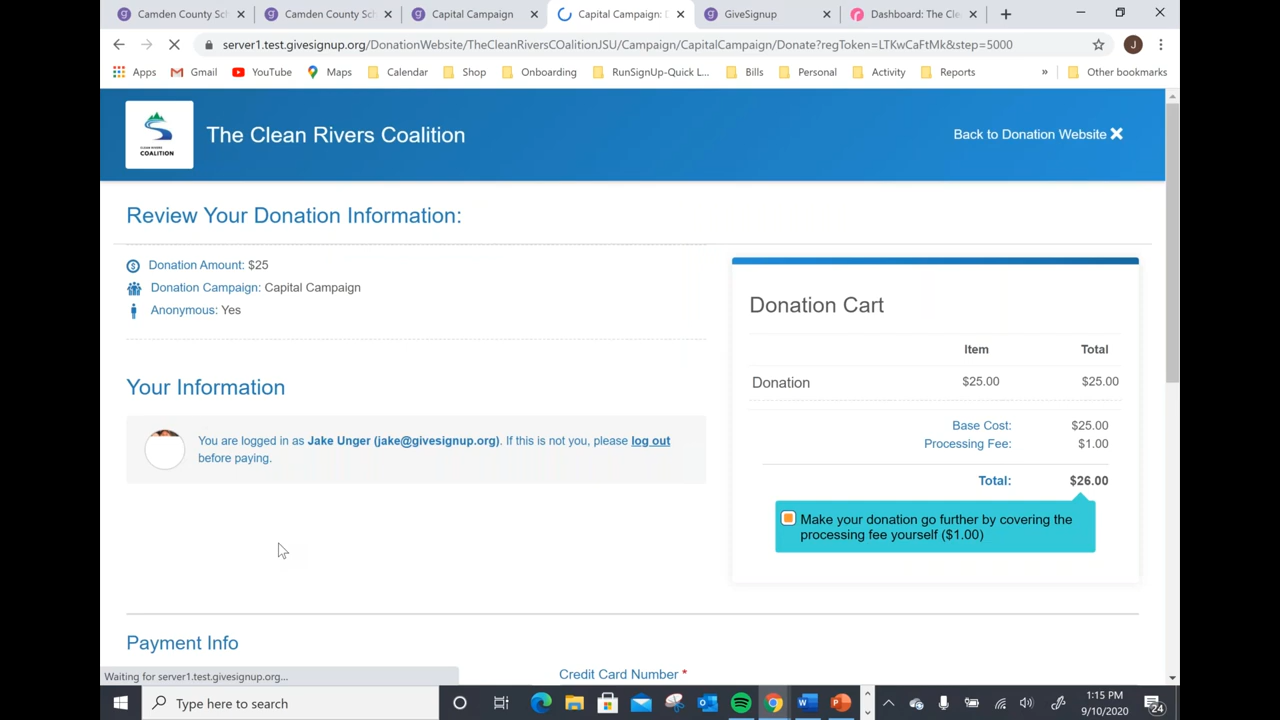 Camden County Sch
Camden County Sch
Capital Campaign
Capital Campaign: D
GiveSignup
Dashboard: The Cle
server1.test.givesignup.org/DonationWebsite/TheCleanRiversCOalitionJSU/Campaign/CapitalCampaign/Donate?regToken=LTKwCaFtMk&step=5000
J
Apps
Gmail
YouTube
Maps
Calendar
Shop
Onboarding
RunSignUp-Quick L...
Bills
Personal
Activity
Reports
»
Other bookmarks
CLEAN RIVERS
COALITION
The Clean Rivers Coalition
Back to Donation Website
Review Your Donation Information:
Donation Amount: $25
Donation Campaign: Capital Campaign
Anonymous: Yes
Your Information
You are logged in as Jake Unger (jake@givesignup.org). If this is not you, please log out
before paying.
Donation Cart
Item Total
Donation $25.00 $25.00
Base Cost: $25.00
Processing Fee: $1.00
Total: $26.00
Make your donation go further by covering the
processing fee yourself ($1.00)
Payment Info
Credit Card Number *
Waiting for server1.test.givesignup.org...
Type here to search
1:15 PM
9/10/2020
24